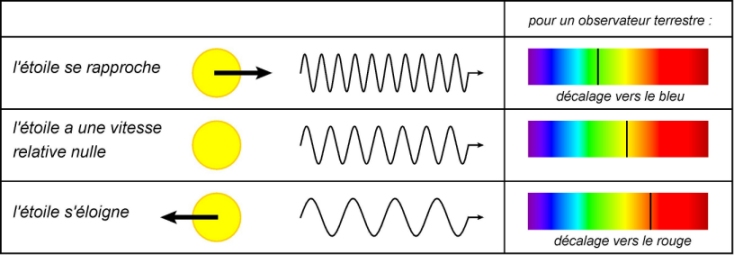 pour un observateur terrestre :
l'étoile se rapproche
décalage vers le bleu
l'étoile a une vitesse
relative nulle
l'étoile s'éloigne
décalage vers le rouge